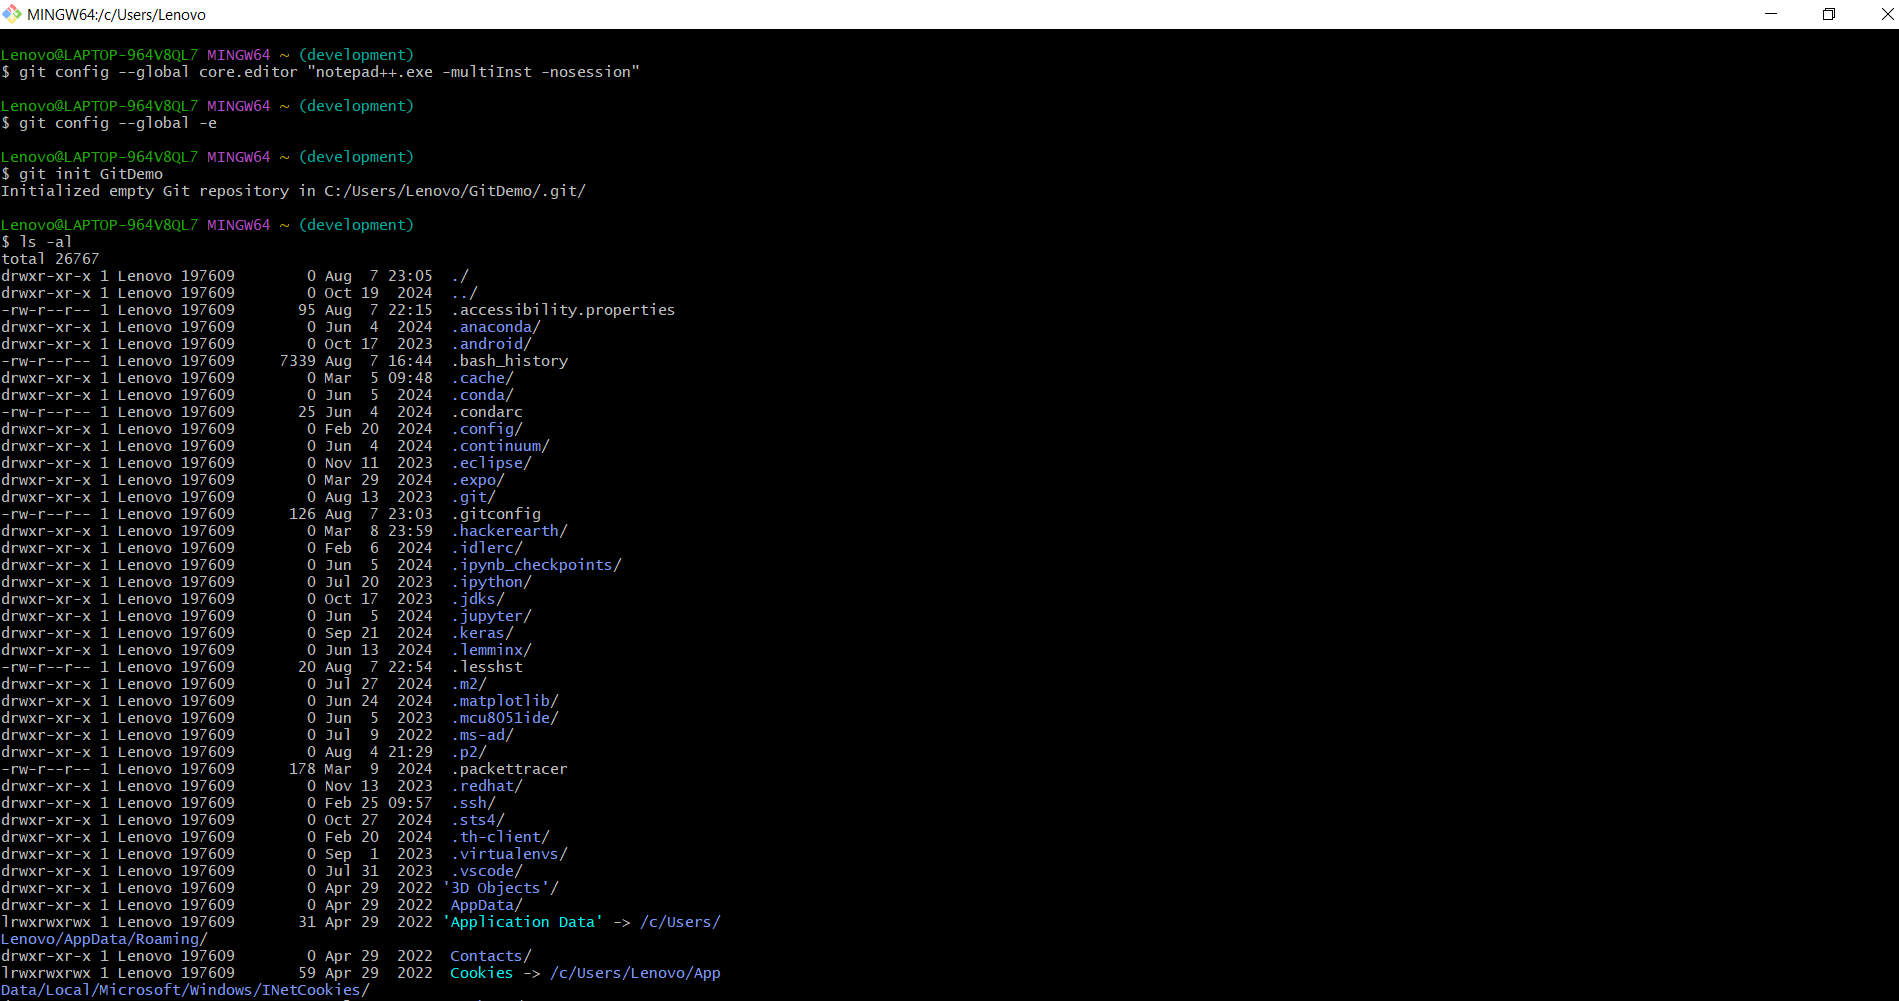 MINGW64:/c/Users/Lenovo
Lenovo@LAPTOP-964V8QL7 MINGW64 ~ (development)
$ git config --global core.editor "notepad++.exe -multiInst -nosession"
Lenovo@LAPTOP-964V8QL7 MINGW64 ~ (development)
$ git config --global -e
Lenovo@LAPTOP-964V8QL7 MINGW64 ~ (development)
$ git init GitDemo
Initialized empty Git repository in C:/Users/Lenovo/GitDemo/.git/
Lenovo@LAPTOP-964V8QL7 MINGW64 ~ (development)
$ ls -al
total 26767
drwxr-xr-x 1 Lenovo 197609        0 Aug  7 23:05  ./
drwxr-xr-x 1 Lenovo 197609        0 Oct 19  2024  ../
-rw-r--r-- 1 Lenovo 197609       95 Aug  7 22:15  .accessibility.properties
drwxr-xr-x 1 Lenovo 197609        0 Jun  4  2024  .anaconda/
drwxr-xr-x 1 Lenovo 197609        0 Oct 17  2023  .android/
-rw-r--r-- 1 Lenovo 197609     7339 Aug  7 16:44  .bash_history
drwxr-xr-x 1 Lenovo 197609        0 Mar  5 09:48  .cache/
drwxr-xr-x 1 Lenovo 197609        0 Jun  5  2024  .conda/
-rw-r--r-- 1 Lenovo 197609       25 Jun  4  2024  .condarc
drwxr-xr-x 1 Lenovo 197609        0 Feb 20  2024  .config/
drwxr-xr-x 1 Lenovo 197609        0 Jun  4  2024  .continuum/
drwxr-xr-x 1 Lenovo 197609        0 Nov 11  2023  .eclipse/
drwxr-xr-x 1 Lenovo 197609        0 Mar 29  2024  .expo/
drwxr-xr-x 1 Lenovo 197609        0 Aug 13  2023  .git/
-rw-r--r-- 1 Lenovo 197609      126 Aug  7 23:03  .gitconfig
drwxr-xr-x 1 Lenovo 197609        0 Mar  8 23:59  .hackerearth/
drwxr-xr-x 1 Lenovo 197609        0 Feb  6  2024  .idlerc/
drwxr-xr-x 1 Lenovo 197609        0 Jun  5  2024  .ipynb_checkpoints/
drwxr-xr-x 1 Lenovo 197609        0 Jul 20  2023  .ipython/
drwxr-xr-x 1 Lenovo 197609        0 Oct 17  2023  .jdks/
drwxr-xr-x 1 Lenovo 197609        0 Jun  5  2024  .jupyter/
drwxr-xr-x 1 Lenovo 197609        0 Sep 21  2024  .keras/
drwxr-xr-x 1 Lenovo 197609        0 Jun 13  2024  .lemminx/
-rw-r--r-- 1 Lenovo 197609       20 Aug  7 22:54  .lesshst
drwxr-xr-x 1 Lenovo 197609        0 Jul 27  2024  .m2/
drwxr-xr-x 1 Lenovo 197609        0 Jun 24  2024  .matplotlib/
drwxr-xr-x 1 Lenovo 197609        0 Jun  5  2023  .mcu8051ide/
drwxr-xr-x 1 Lenovo 197609        0 Jul  9  2022  .ms-ad/
drwxr-xr-x 1 Lenovo 197609        0 Aug  4 21:29  .p2/
-rw-r--r-- 1 Lenovo 197609      178 Mar  9  2024  .packettracer
drwxr-xr-x 1 Lenovo 197609        0 Nov 13  2023  .redhat/
drwxr-xr-x 1 Lenovo 197609        0 Feb 25 09:57  .ssh/
drwxr-xr-x 1 Lenovo 197609        0 Oct 27  2024  .sts4/
drwxr-xr-x 1 Lenovo 197609        0 Feb 20  2024  .th-client/
drwxr-xr-x 1 Lenovo 197609        0 Sep  1  2023  .virtualenvs/
drwxr-xr-x 1 Lenovo 197609        0 Jul 31  2023  .vscode/
drwxr-xr-x 1 Lenovo 197609        0 Apr 29  2022 '3D Objects'/
drwxr-xr-x 1 Lenovo 197609        0 Apr 29  2022  AppData/
lrwxrwxrwx 1 Lenovo 197609       31 Apr 29  2022 'Application Data' -> /c/Users/
Lenovo/AppData/Roaming/
drwxr-xr-x 1 Lenovo 197609        0 Apr 29  2022  Contacts/
lrwxrwxrwx 1 Lenovo 197609       59 Apr 29  2022  Cookies -> /c/Users/Lenovo/App
Data/Local/Microsoft/Windows/INetCookies/